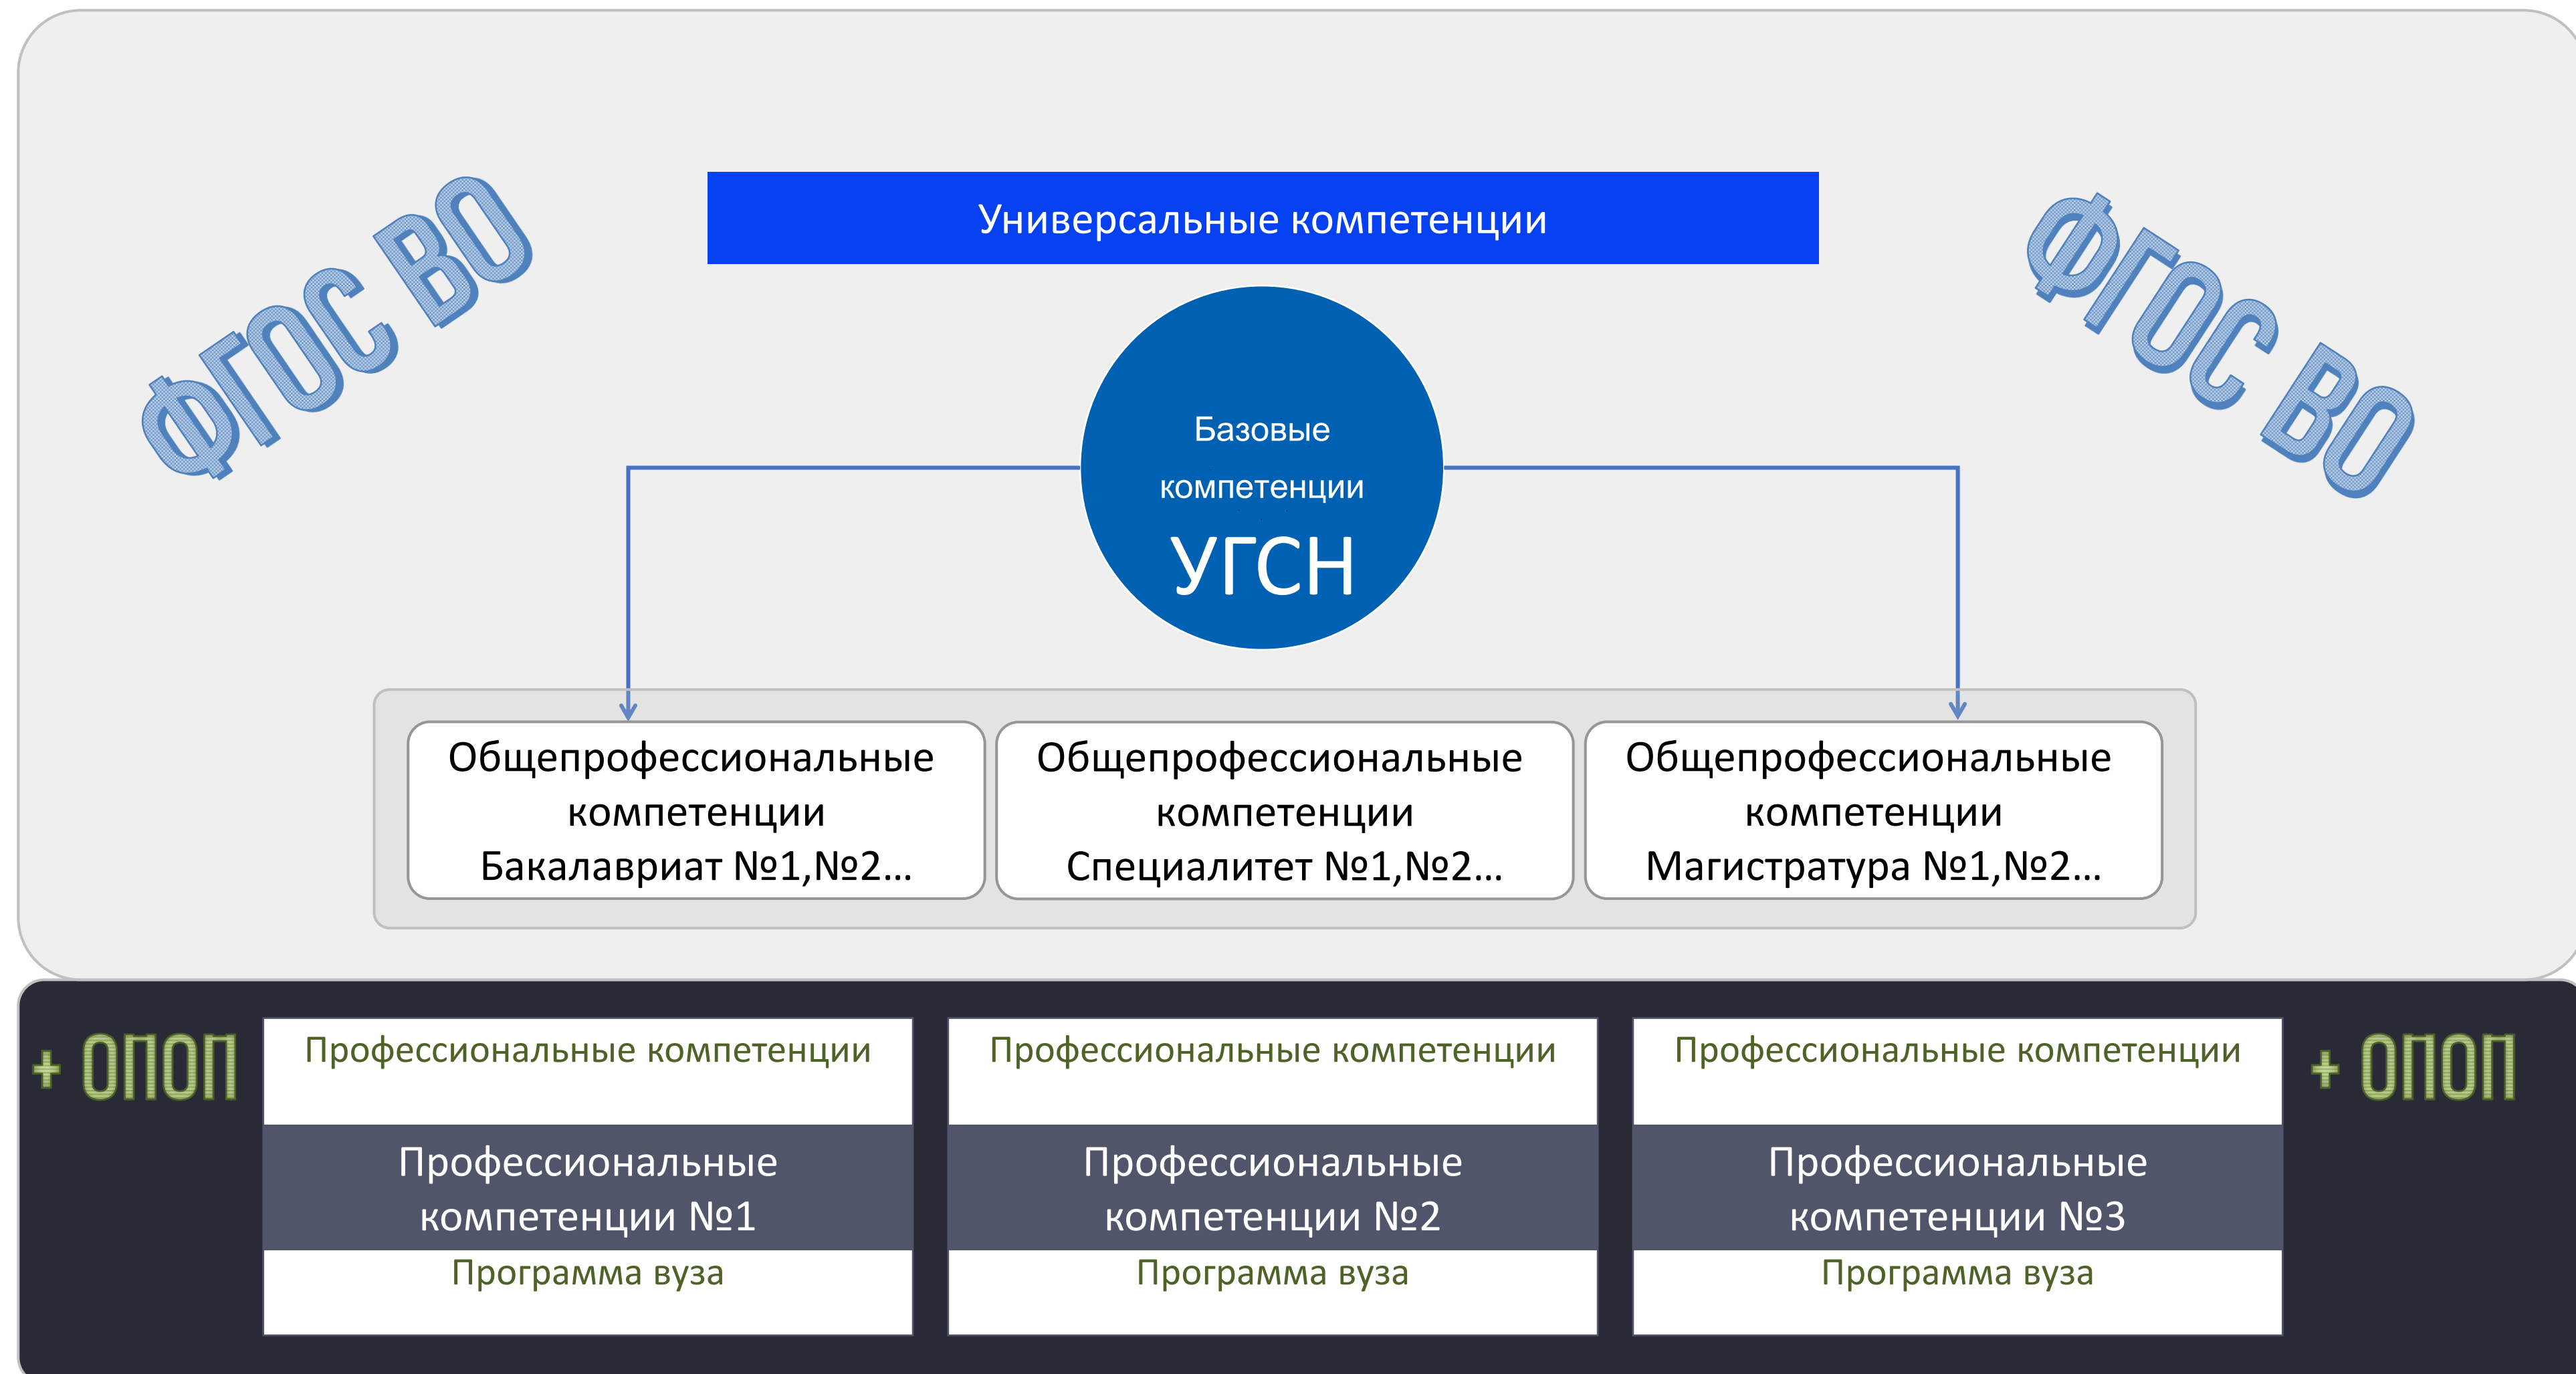 Универсальные компетенции
ФГОС ВО
ФГОС ВО
Базовые
компетенции
УГСН
Общепрофессиональные
компетенции
Бакалавриат №1,№2...
Общепрофессиональные
компетенции
Специалитет №1,№2...
Общепрофессиональные
компетенции
Магистратура №1,№2...
+ ОПОП
Профессиональные компетенции
Профессиональные
компетенции №1
Программа вуза
Профессиональные компетенции
Профессиональные
компетенции №2
Программа вуза
Профессиональные компетенции
Профессиональные
компетенции №3
Программа вуза
+ ОПОП